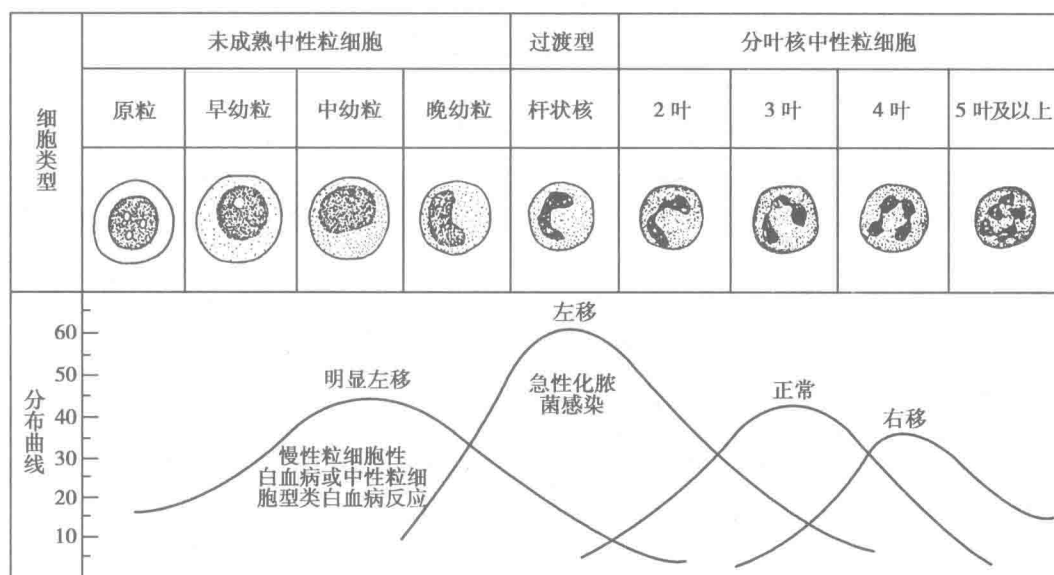 细胞类型
未成熟中性粒细胞
过渡型
分叶核中性粒细胞
原粒
早幼粒
中幼粒
晚幼粒
杆状核
2 叶
3 叶
4 叶
5 叶及以上
分布曲线
60
50
40
30
20
10
明显左移
慢性粒细胞性
白血病或中性粒细
胞型类白血病反应
左移
急性化脓
菌感染
正常
右移